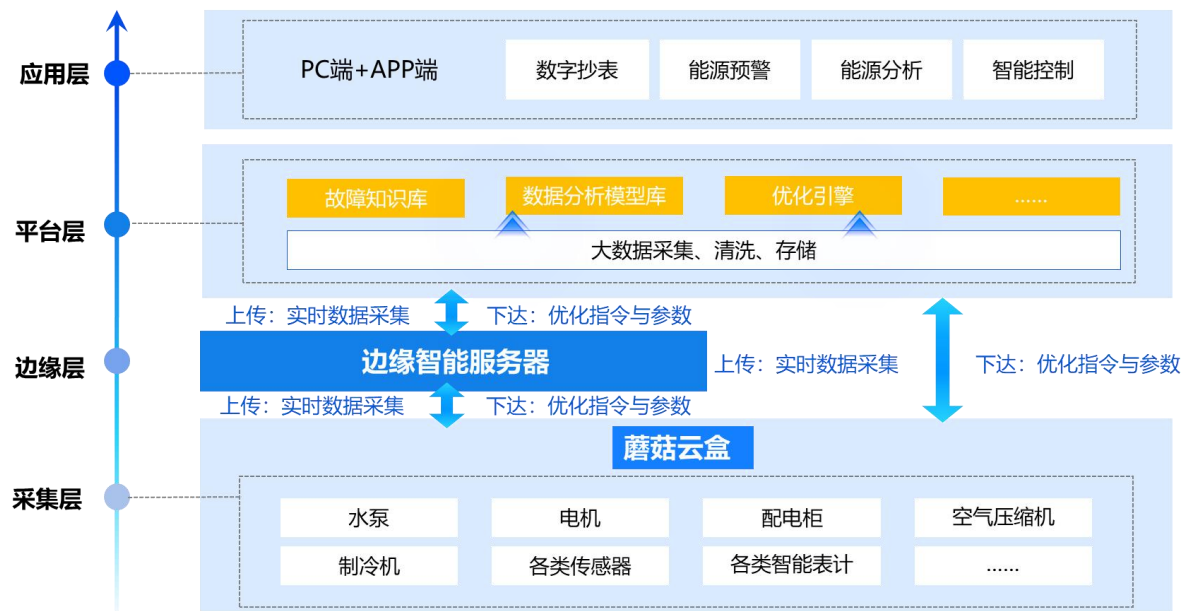 应用层
PC端+APP端
数字抄表
能源预警
能源分析
智能控制
平台层
故障知识库
数据分析模型库
优化引擎
......
大数据采集、清洗、存储
上传：实时数据采集
下达：优化指令与参数
边缘层
边缘智能服务器
上传：实时数据采集
下达：优化指令与参数
上传：实时数据采集
下达：优化指令与参数
采集层
蘑菇云盒
水泵
电机
配电柜
空气压缩机
制冷机
各类传感器
各类智能表计
......